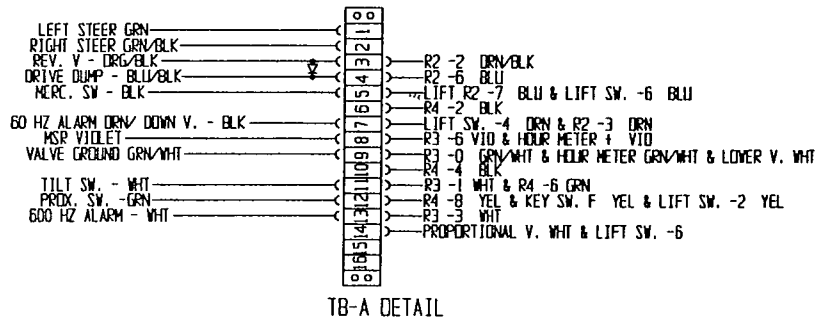 LEFT STEER GRN
RIGHT STEER GRN/BLK
REV. V - ORG/BLK
DRIVE DUMP - BLU/BLK
MERC. SW - BLK
60 HZ ALARM ORN/ DOWN V. - BLK
MSR VIOLET
VALVE GROUND GRN/WHT
TILT SW. - WHT
PROX. SW. -GRN
600 HZ ALARM - WHT
1
2
3
4
5
6
7
8
9
10
11
12
13
14
15
16
R2 -2 ORN/BLK
R2 -6 BLU
LIFT R2 -7 BLU & LIFT SW. -6 BLU
R4 -2 BLK
LIFT SW. -4 ORN & R2 -3 ORN
R3 -6 VIO & HOUR METER + VIO
R3 -0 GRN/WHT & HOUR METER GRN/WHT & LOWER V. WHT
R4 -4 BLK
R3 -1 WHT & R4 -6 GRN
R4 -8 YEL & KEY SW. F YEL & LIFT SW. -2 YEL
R3 -3 WHT
PROPORTIONAL V. WHT & LIFT SW. -6
TB-A DETAIL